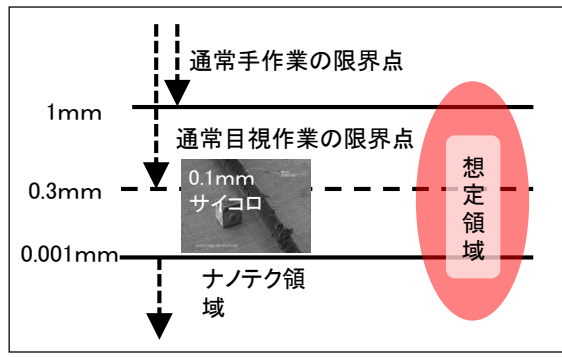 通常手作業の限界点
1mm
通常目視作業の限界点
0.3mm
0.1mm
サイコロ
0.001mm
ナノテク領
域
想
定
領
域